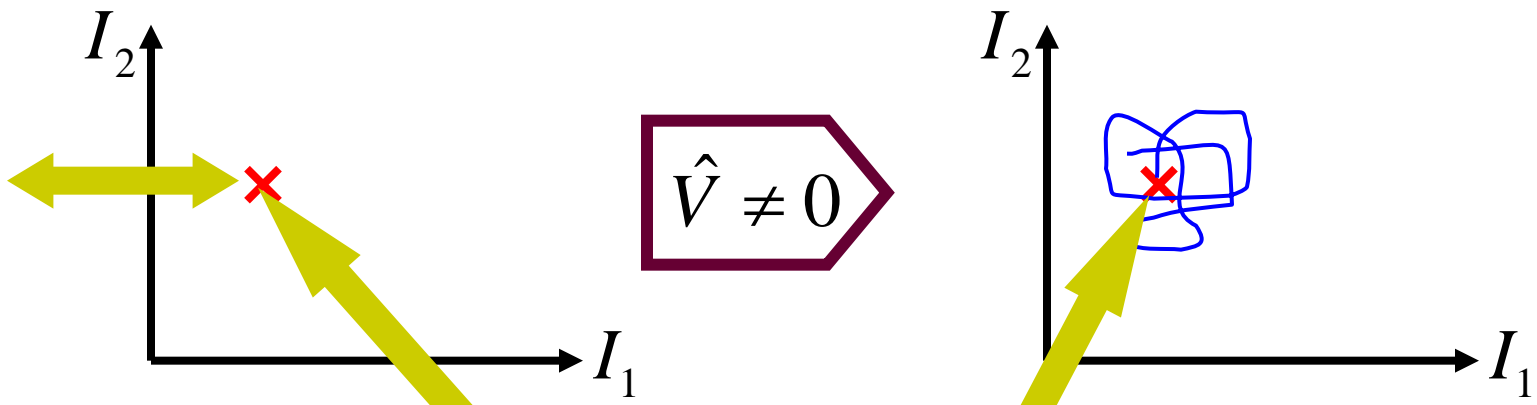 I₂
I₁
V̂ ≠ 0
I₂
I₁